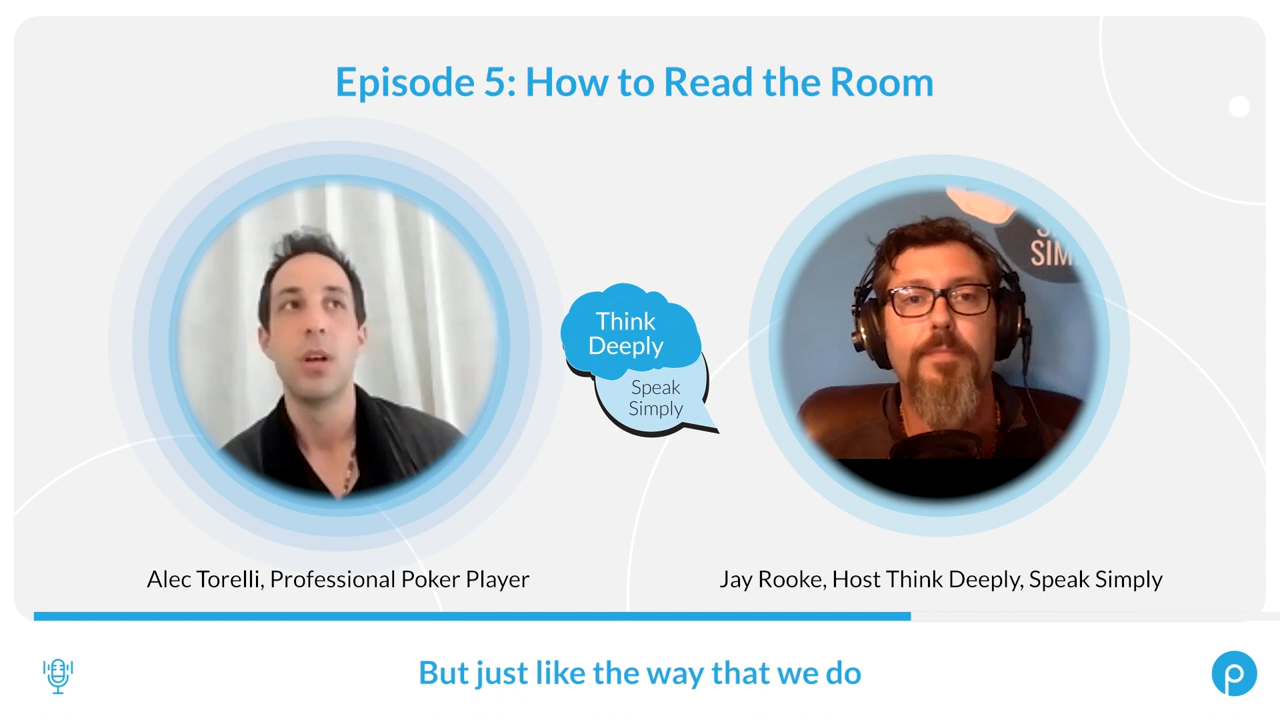 Episode 5: How to Read the Room
Think
Deeply
Speak
Simply
SIM
Alec Torelli, Professional Poker Player
Jay Rooke, Host Think Deeply, Speak Simply
But just like the way that we do